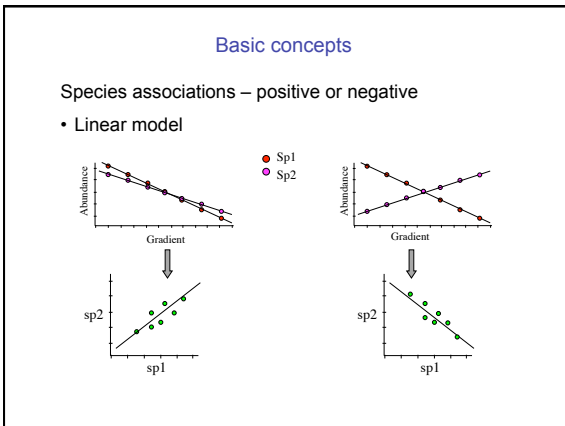 Basic concepts
Species associations – positive or negative
• Linear model
Sp1
Sp2
Abundance
Gradient
Abundance
Gradient
sp2
sp1
sp2
sp1